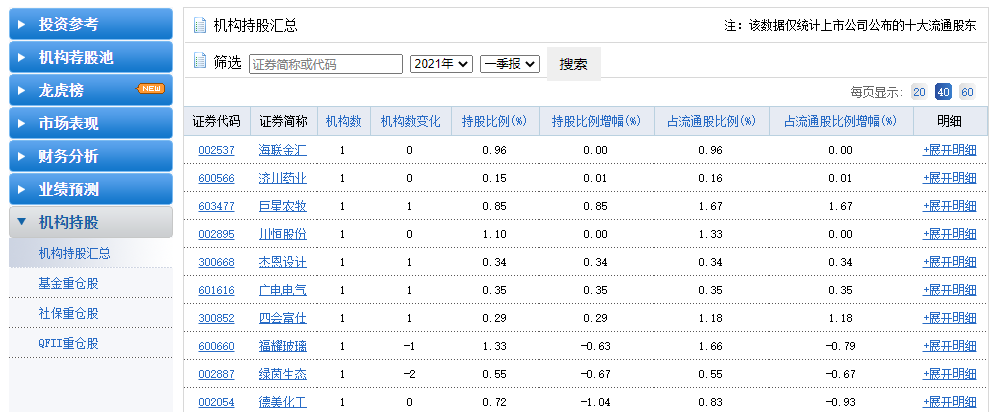 投资参考
机构荐股池
龙虎榜 NEW
市场表现
财务分析
业绩预测
机构持股
机构持股汇总
基金重仓股
社保重仓股
QFII重仓股
机构持股汇总 注：该数据仅统计上市公司公布的十大流通股东
筛选 证券简称或代码 2021年 一季报 搜索
每页显示: 20 40 60
证券代码 证券简称 机构数 机构数变化 持股比例(%) 持股比例增幅(%) 占流通股比例(%) 占流通股比例增幅(%) 明细
002537 海联金汇 1 0 0.96 0.00 0.96 0.00 +展开明细
600566 济川药业 1 0 0.15 0.01 0.16 0.01 +展开明细
603477 巨星农牧 1 1 0.85 0.85 1.67 1.67 +展开明细
002895 川恒股份 1 0 1.10 0.00 1.33 0.00 +展开明细
300668 杰恩设计 1 1 0.34 0.34 0.34 0.34 +展开明细
601616 广电电气 1 1 0.35 0.35 0.35 0.35 +展开明细
300852 四会富仕 1 1 0.29 0.29 1.18 1.18 +展开明细
600660 福耀玻璃 1 -1 1.33 -0.63 1.66 -0.79 +展开明细
002887 绿茵生态 1 -2 0.55 -0.67 0.55 -0.67 +展开明细
002054 德美化工 1 0 0.72 -1.04 0.83 -0.93 +展开明细